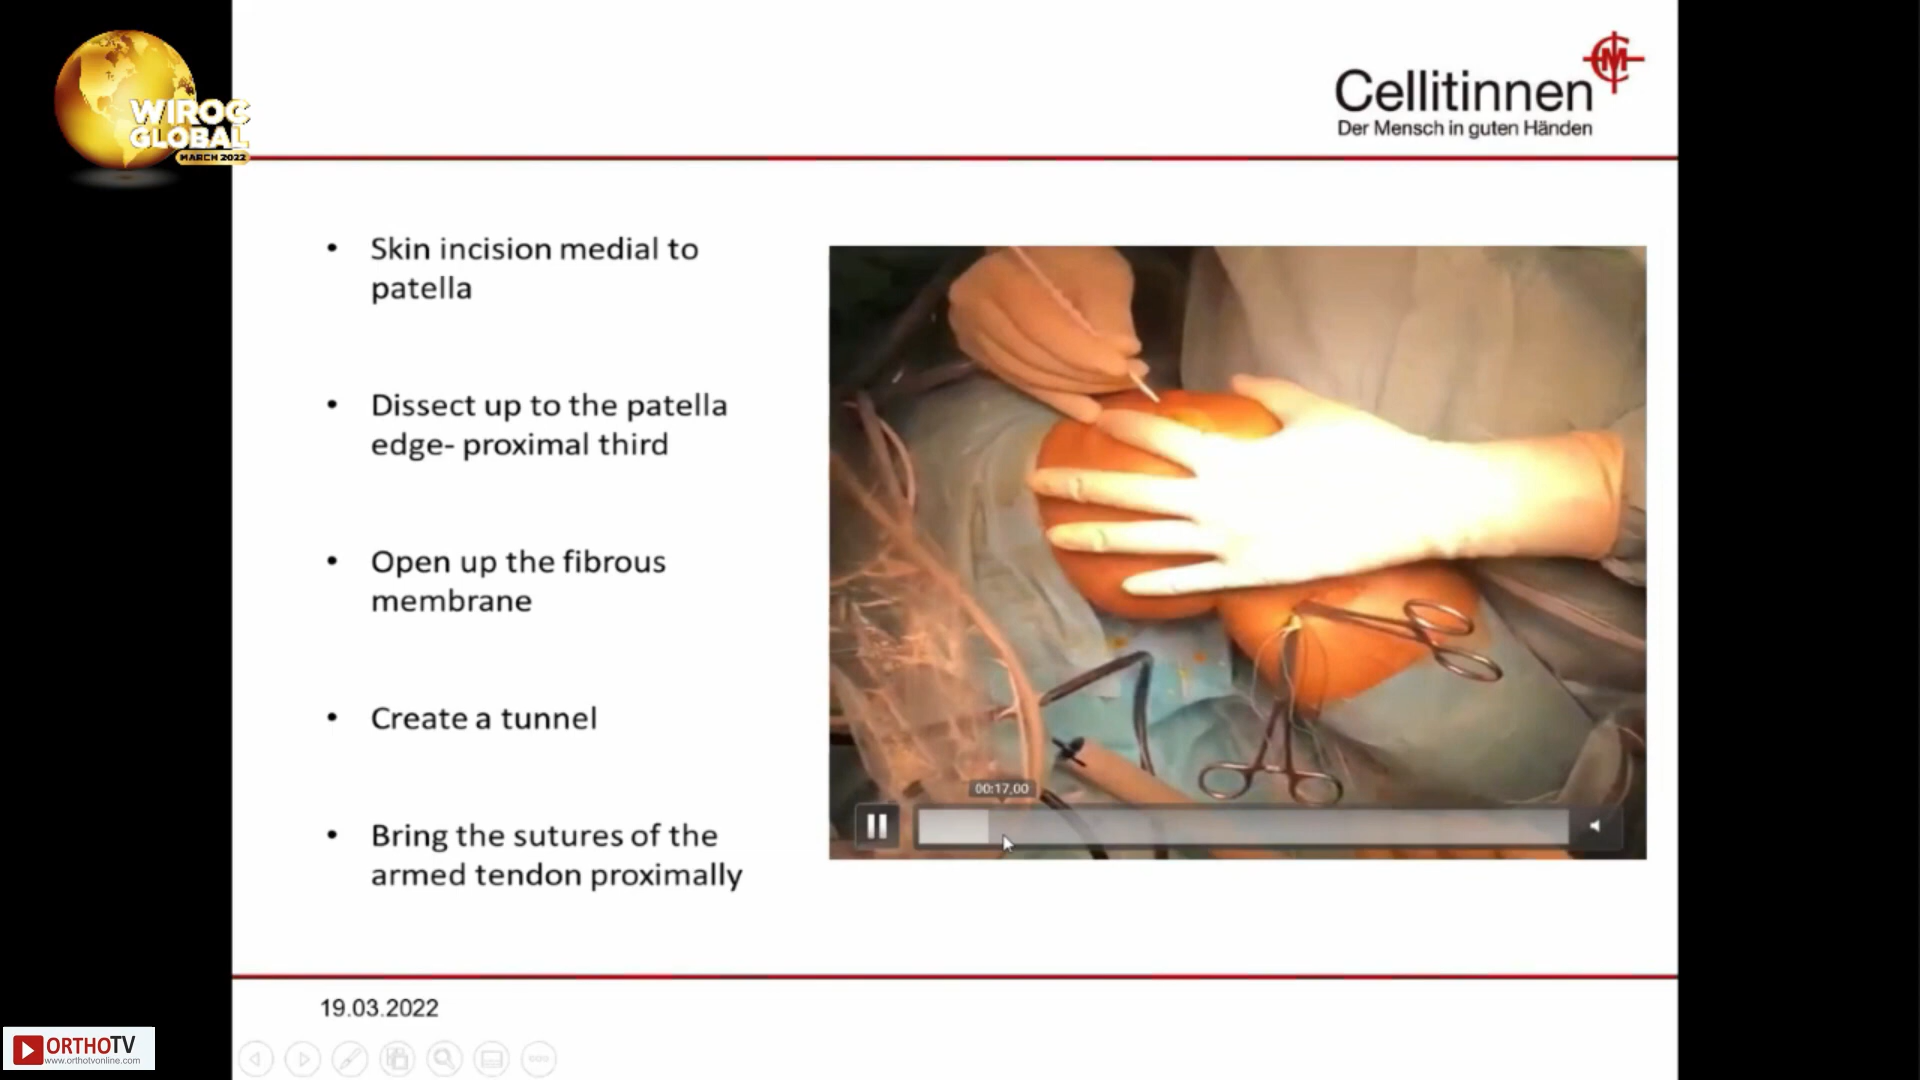 WIROC
GLOBAL
MARCH 2022
Cellitinnen
Der Mensch in guten Händen
• Skin incision medial to
patella
• Dissect up to the patella
edge- proximal third
• Open up the fibrous
membrane
• Create a tunnel
• Bring the sutures of the
armed tendon proximally
00:17,00
19.03.2022
ORTHOTV
www.orthotvonline.com